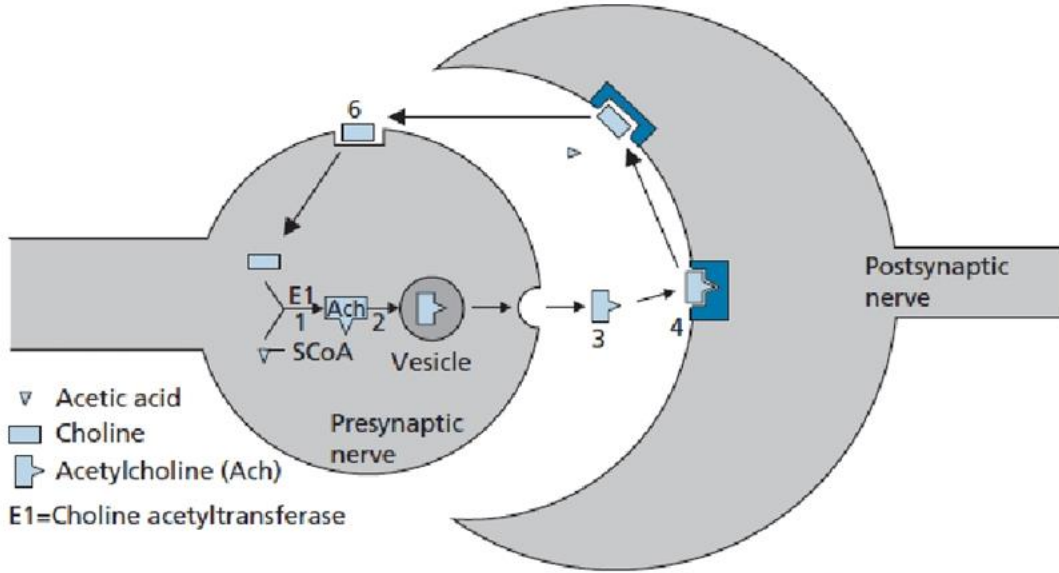 6
E1
1
Ach
2
SCoA
Vesicle
3
4
Postsynaptic
nerve
Presynaptic
nerve
Acetic acid
Choline
Acetylcholine (Ach)
E1=Choline acetyltransferase